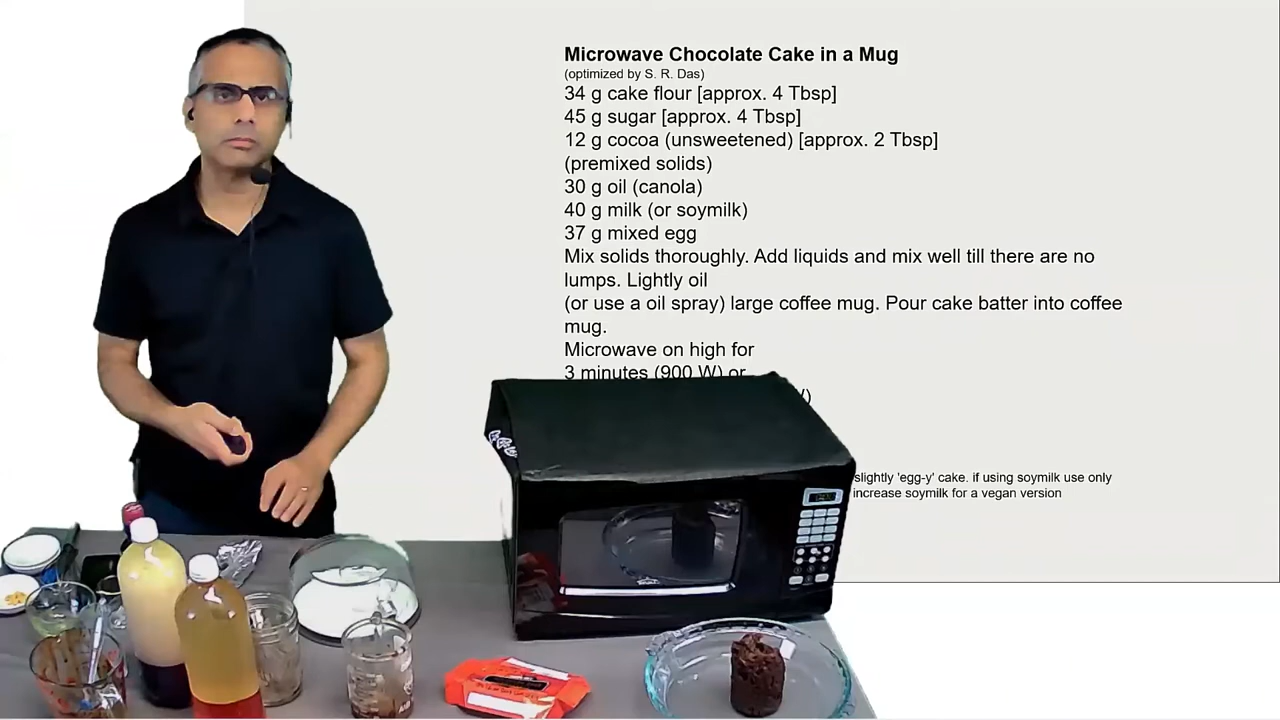 Microwave Chocolate Cake in a Mug
(optimized by S. R. Das)
34 g cake flour [approx. 4 Tbsp]
45 g sugar [approx. 4 Tbsp]
12 g cocoa (unsweetened) [approx. 2 Tbsp]
(premixed solids)
30 g oil (canola)
40 g milk (or soymilk)
37 g mixed egg
Mix solids thoroughly. Add liquids and mix well till there are no
lumps. Lightly oil
(or use a oil spray) large coffee mug. Pour cake batter into coffee
mug.
Microwave on high for
3 minutes (900 W) or
slightly 'egg-y' cake. if using soymilk use only
increase soymilk for a vegan version